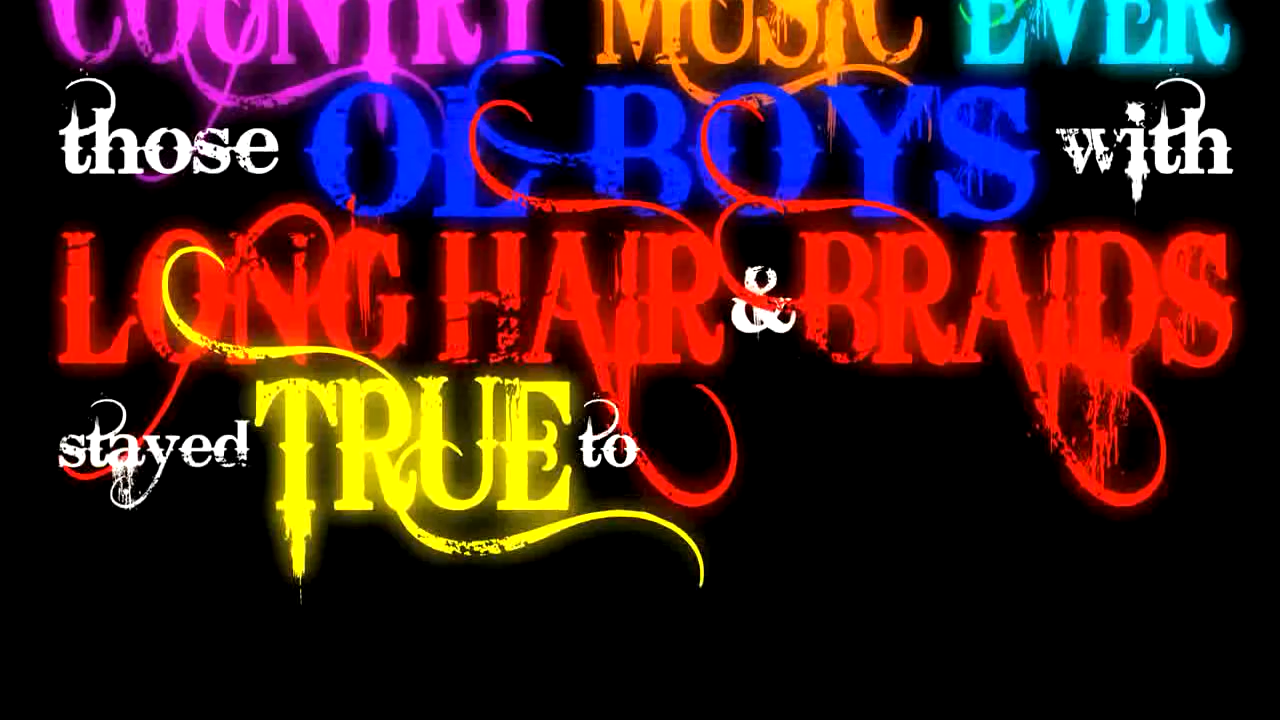 COUNTRY MUSIC EVER
those OL BOYS with
LONG HAIR & BRAIDS
stayed TRUE to